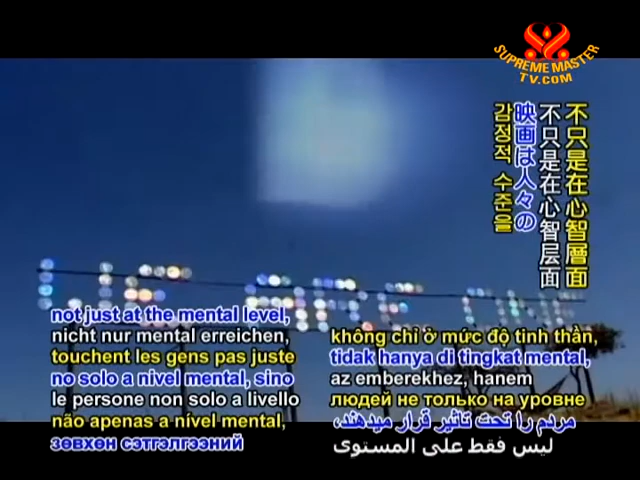 SUPREME MASTER
TV.COM
不只是在心智層面
不只是在心智层面
映画は人々の
감정적 수준을
WE ARE
not just at the mental level,
nicht nur mental erreichen,
touchent les gens pas juste
no solo a nivel mental, sino
le persone non solo a livello
não apenas a nível mental,
зөвхөн сэтгэлгээний
không chỉ ở mức độ tinh thần,
tidak hanya di tingkat mental,
az emberekhez, hanem
людей не только на уровне
مردم را تحت تاثیر قرار میدهند،
ليس فقط على المستوى